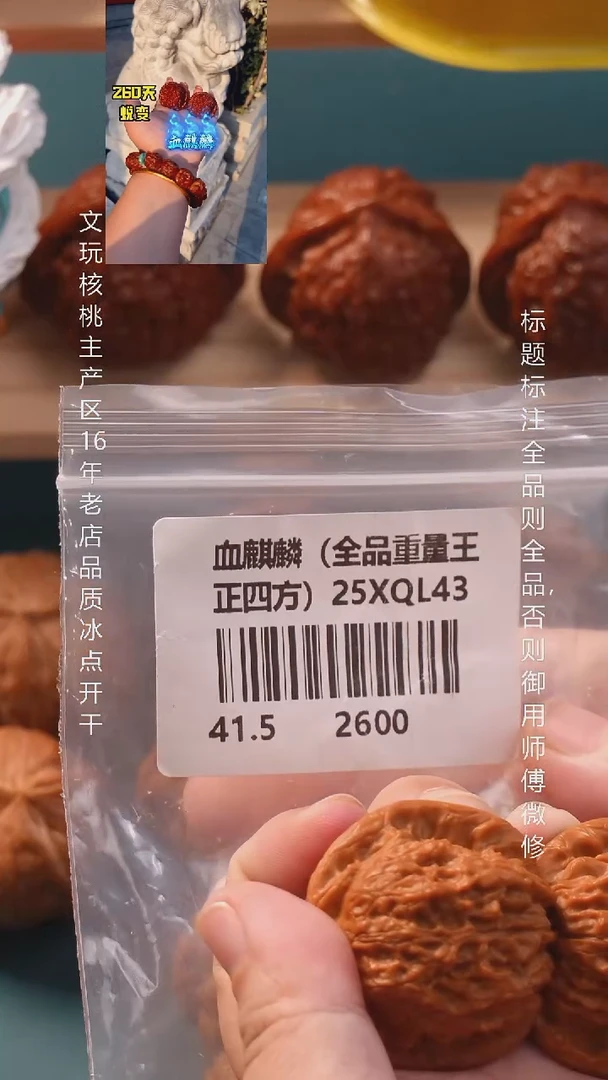 260天
蜕变
血麒麟
文玩核桃主产区16年老店品质冰点开干
标题标注全品则全品,否则御用师傅微修
血麒麟（全品重量王
正四方）25XQL43
41.5 2600